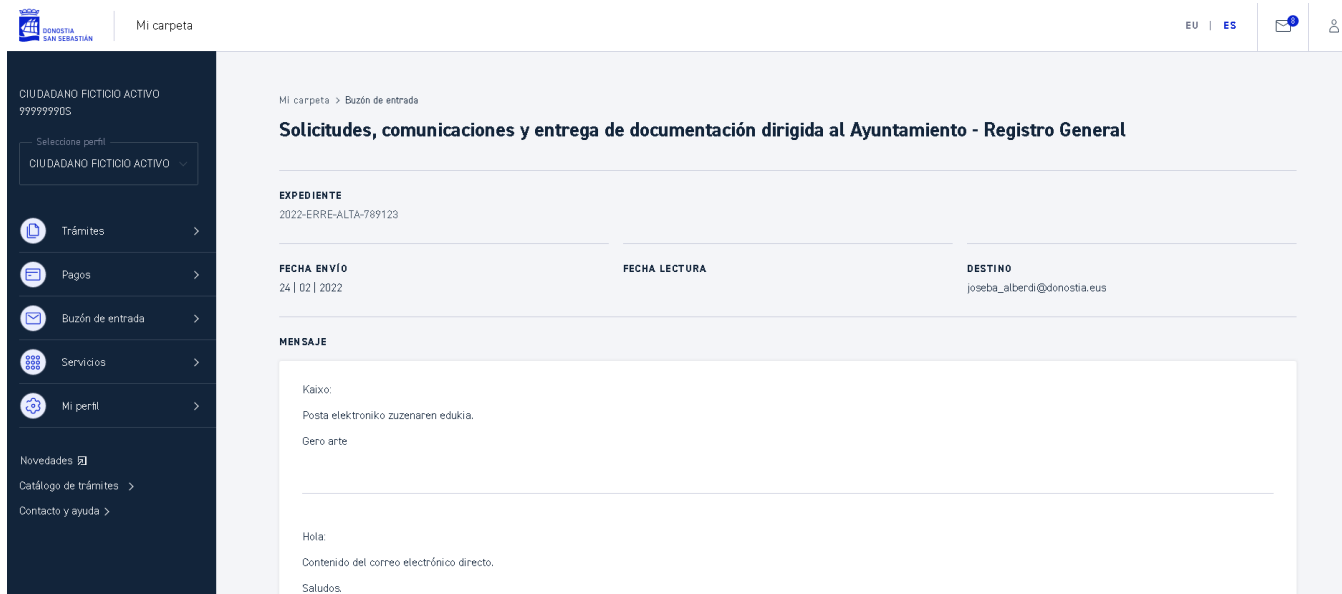 DONOSTIA
SAN SEBASTIÁN
Mi carpeta
EU | ES
8
CIUDADANO FICTICIO ACTIVO
99999990S
Seleccione perfil
CIUDADANO FICTICIO ACTIVO
Trámites
Pagos
Buzón de entrada
Servicios
Mi perfil
Novedades
Catálogo de trámites
Contacto y ayuda
Mi carpeta > Buzón de entrada
Solicitudes, comunicaciones y entrega de documentación dirigida al Ayuntamiento - Registro General
EXPEDIENTE
2022-ERRE-ALTA-789123
FECHA ENVÍO
24 | 02 | 2022
FECHA LECTURA
DESTINO
joseba_alberdi@donostia.eus
MENSAJE
Kaixo:
Posta elektroniko zuzenaren edukia.
Gero arte
Hola:
Contenido del correo electrónico directo.
Saludos.